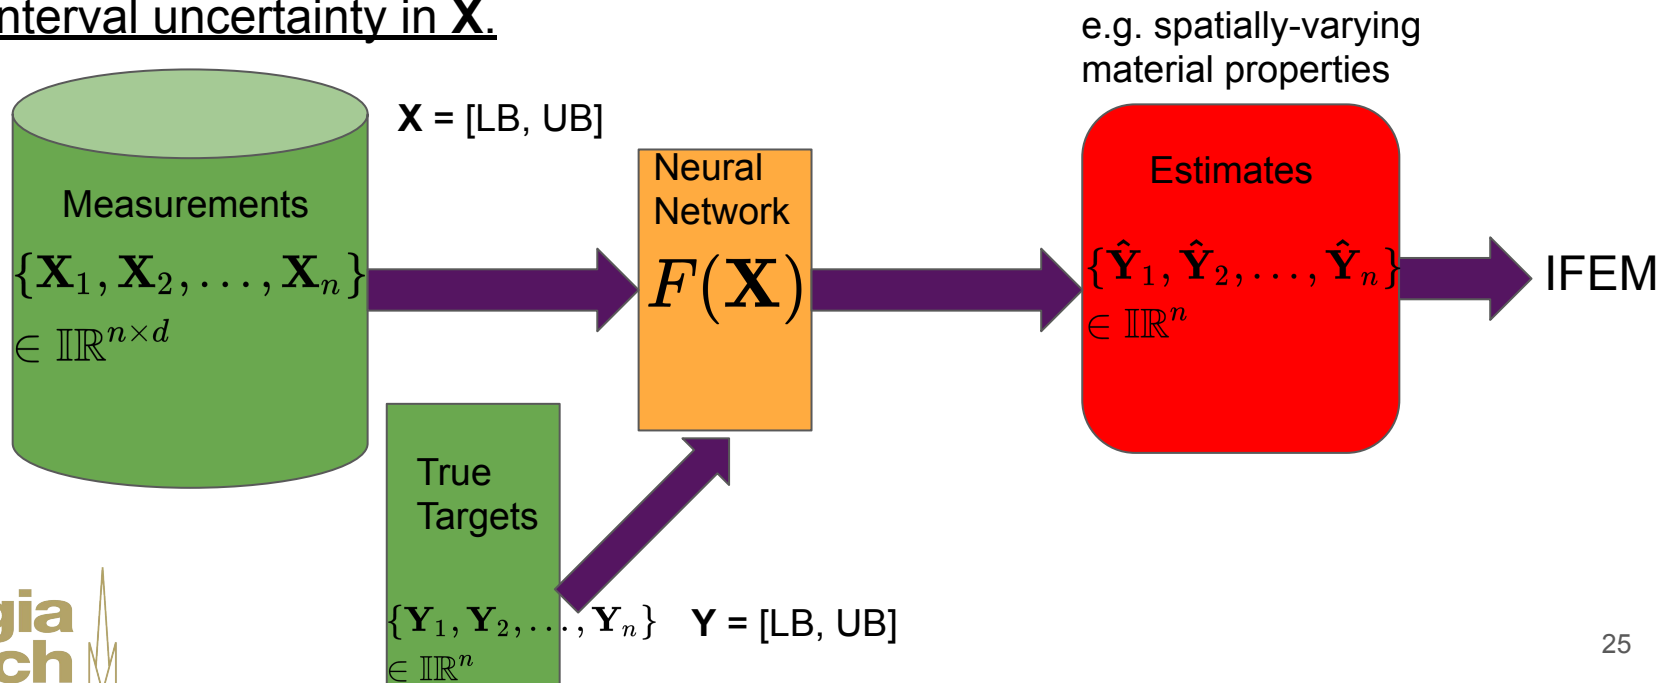 nterval uncertainty in X.
e.g. spatially-varying
material properties
X = [LB, UB]
Measurements
{X₁, X₂, . . . , Xₙ}
∈ 𝕀ℝⁿˣᵈ
Neural
Network
F(X)
Estimates
{Ŷ₁, Ŷ₂, . . . , Ŷₙ}
∈ 𝕀ℝⁿ
IFEM
True
Targets
{Y₁, Y₂, . . . , Yₙ}
∈ 𝕀ℝⁿ
Y = [LB, UB]
gia
ch
25